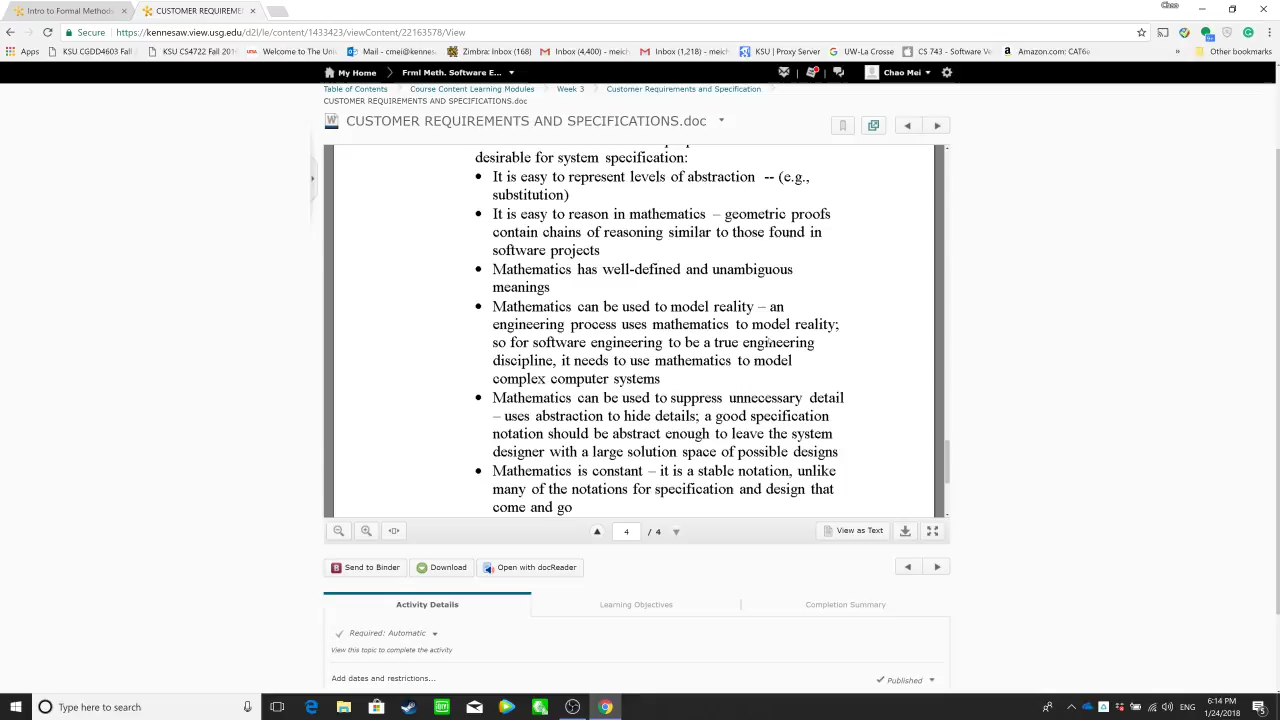 Chao
Intro to Formal Methods
CUSTOMER REQUIREME
Secure
https://kennesaw.view.usg.edu/d2l/le/content/1433423/viewContent/22163578/View
Apps
KSU CGDD4603 Fall
KSU CS4722 Fall 201
Welcome to The Uni
Mail - cmei@kennes
Zimbra: Inbox (168)
Inbox (4,400) - meich
Inbox (1,218) - meich
KSU | Proxy Server
UW-La Crosse
CS 743 - Software Ve
Amazon.com: CAT6e
»
Other bookmarks
My Home
Frml Meth. Software E...
Chao Mei
Table of Contents
Course Content Learning Modules
Week 3
Customer Requirements and Specification
CUSTOMER REQUIREMENTS AND SPECIFICATIONS.doc
CUSTOMER REQUIREMENTS AND SPECIFICATIONS.doc
desirable for system specification:
• It is easy to represent levels of abstraction -- (e.g.,
substitution)
• It is easy to reason in mathematics – geometric proofs
contain chains of reasoning similar to those found in
software projects
• Mathematics has well-defined and unambiguous
meanings
• Mathematics can be used to model reality – an
engineering process uses mathematics to model reality;
so for software engineering to be a true engineering
discipline, it needs to use mathematics to model
complex computer systems
• Mathematics can be used to suppress unnecessary detail
– uses abstraction to hide details; a good specification
notation should be abstract enough to leave the system
designer with a large solution space of possible designs
• Mathematics is constant – it is a stable notation, unlike
many of the notations for specification and design that
come and go
4 / 4
View as Text
Send to Binder
Download
Open with docReader
Activity Details
Learning Objectives
Completion Summary
Required: Automatic
View this topic to complete the activity
Add dates and restrictions...
Published
Type here to search
ENG
6:14 PM
1/24/2018